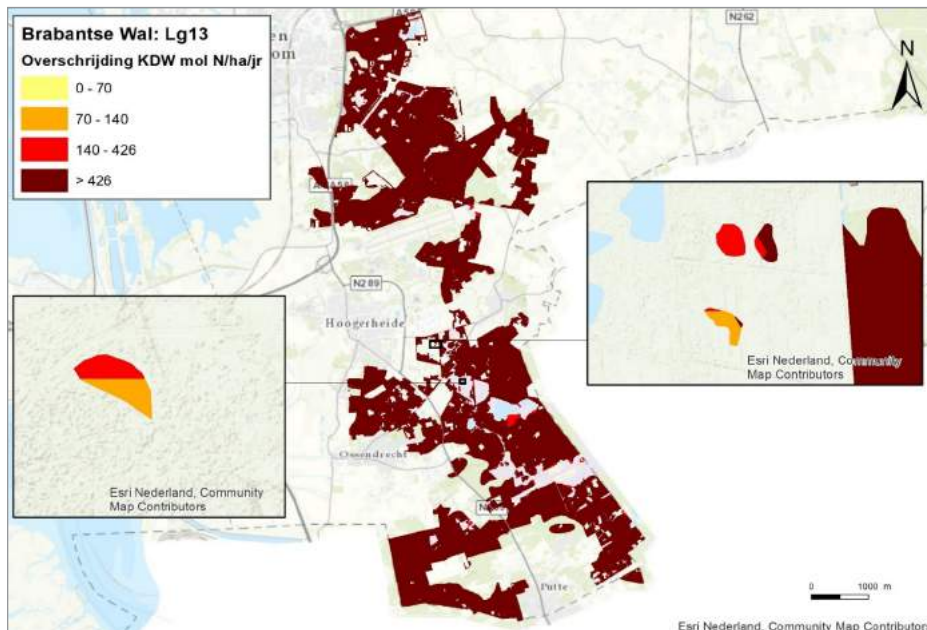 Brabantse Wal: Lg13
Overschrijding KDW mol N/ha/jr
0 - 70
70 - 140
140 - 426
> 426
N262
N
N289
Hoogerheide
Esri Nederland, Community
Map Contributors
Esri Nederland, Community
Map Contributors
Ossendrecht
Putte
0 1000 m
Esri Nederland, Community Map Contributors